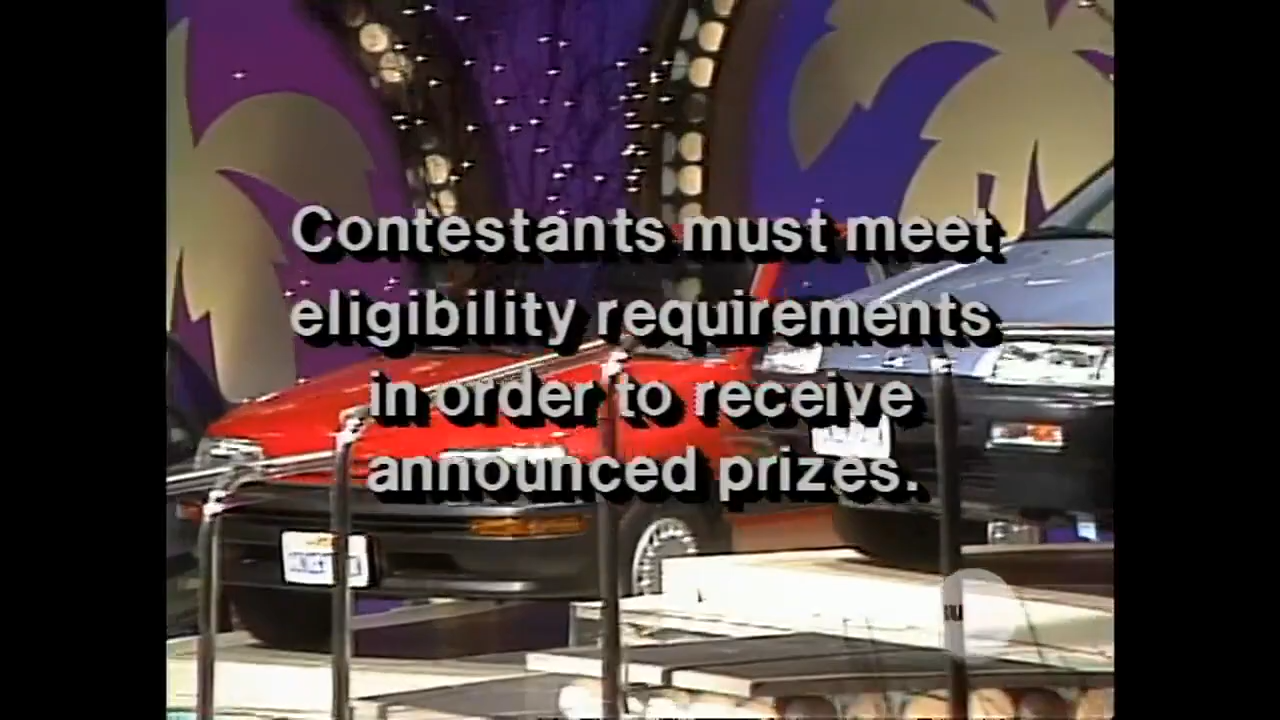 Contestants must meet
eligibility requirements
in order to receive
announced prizes.